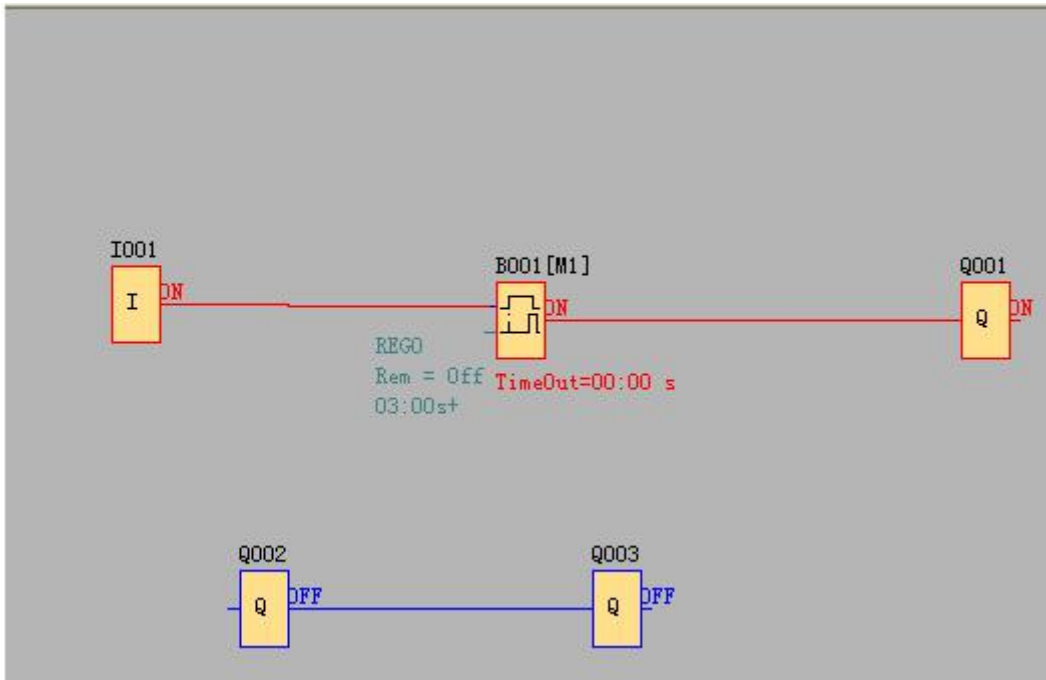 I001
I
ON
B001[M1]
ON
Q001
Q
ON
REGO
Rem = Off
03:00s+
TimeOut=00:00 s
Q002
Q
OFF
Q003
Q
OFF